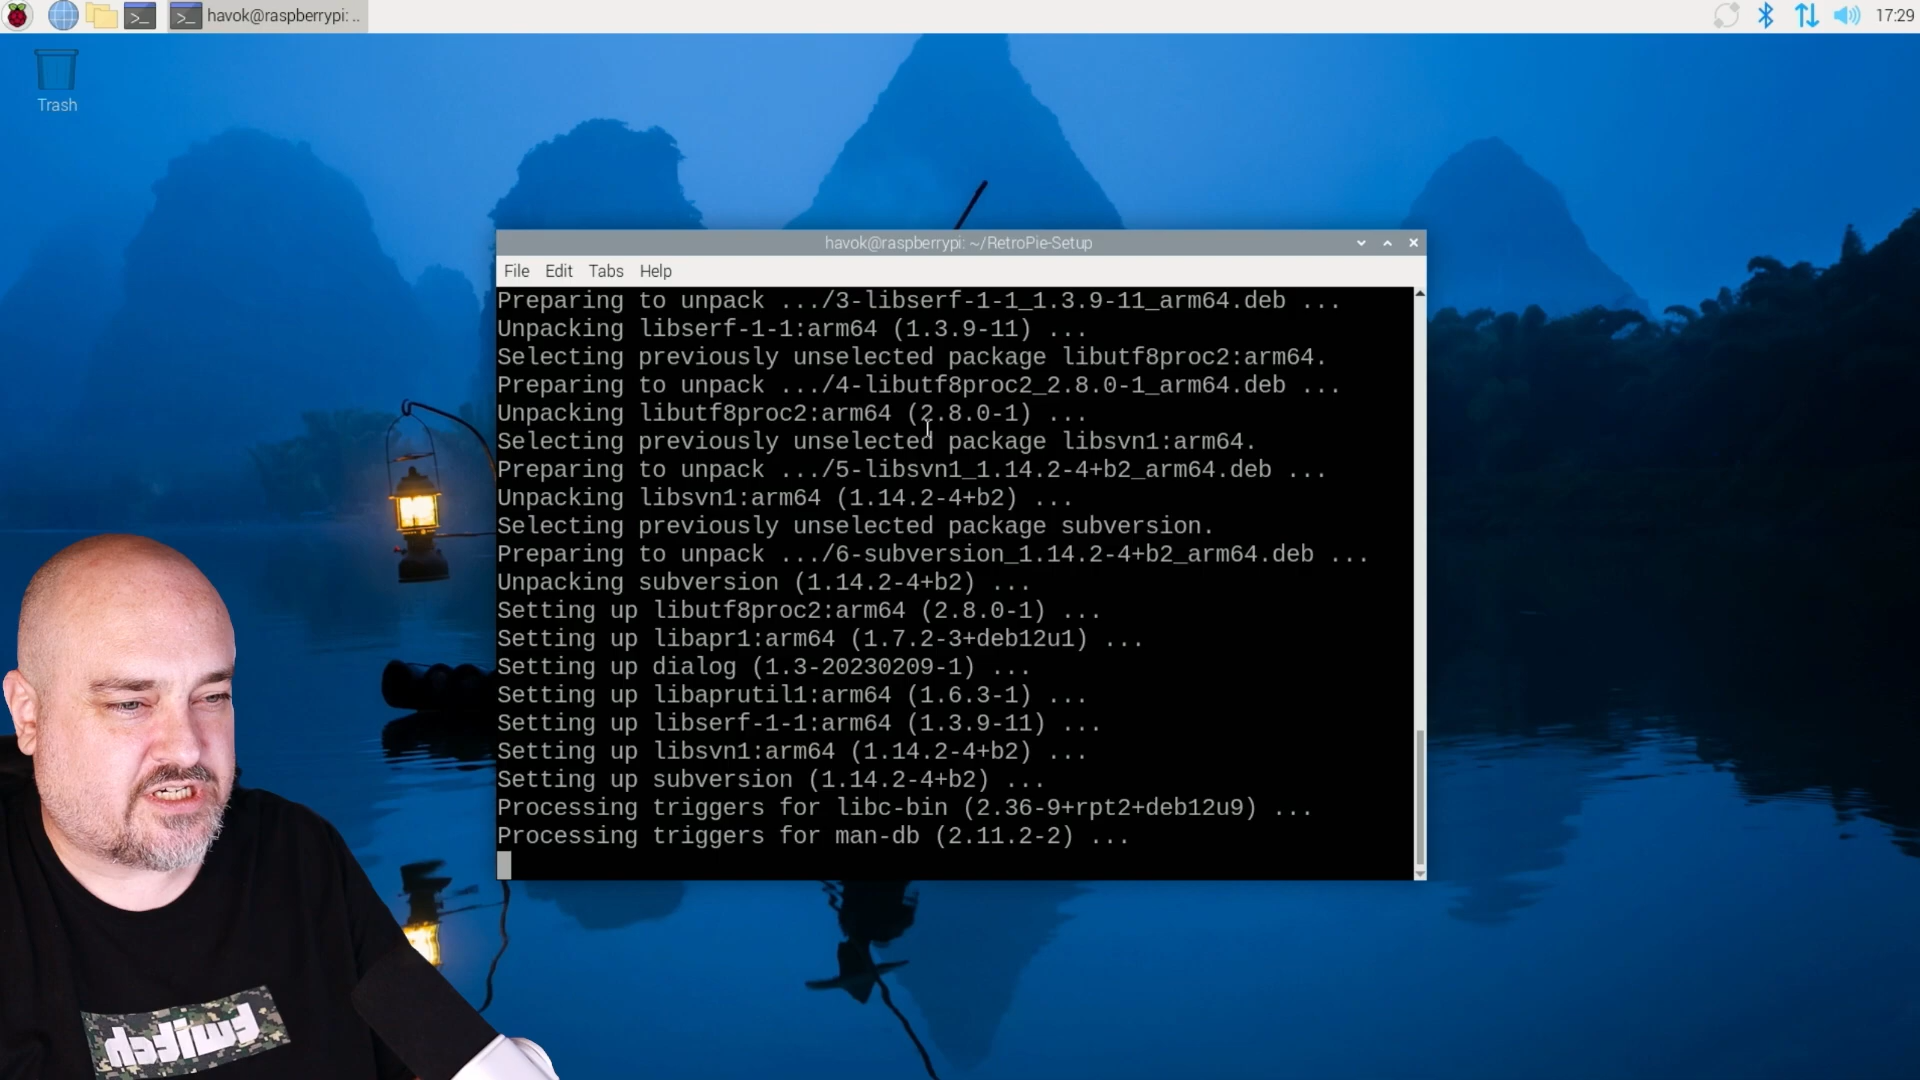 havok@raspberrypi: ..
17:29
Trash
havok@raspberrypi: ~/RetroPie-Setup
File Edit Tabs Help
Preparing to unpack .../3-libserf-1-1_1.3.9-11_arm64.deb ...
Unpacking libserf-1-1:arm64 (1.3.9-11) ...
Selecting previously unselected package libutf8proc2:arm64.
Preparing to unpack .../4-libutf8proc2_2.8.0-1_arm64.deb ...
Unpacking libutf8proc2:arm64 (2.8.0-1) ...
Selecting previously unselected package libsvn1:arm64.
Preparing to unpack .../5-libsvn1_1.14.2-4+b2_arm64.deb ...
Unpacking libsvn1:arm64 (1.14.2-4+b2) ...
Selecting previously unselected package subversion.
Preparing to unpack .../6-subversion_1.14.2-4+b2_arm64.deb ...
Unpacking subversion (1.14.2-4+b2) ...
Setting up libutf8proc2:arm64 (2.8.0-1) ...
Setting up libapr1:arm64 (1.7.2-3+deb12u1) ...
Setting up dialog (1.3-20230209-1) ...
Setting up libaprutil1:arm64 (1.6.3-1) ...
Setting up libserf-1-1:arm64 (1.3.9-11) ...
Setting up libsvn1:arm64 (1.14.2-4+b2) ...
Setting up subversion (1.14.2-4+b2) ...
Processing triggers for libc-bin (2.36-9+rpt2+deb12u9) ...
Processing triggers for man-db (2.11.2-2) ...
twitch